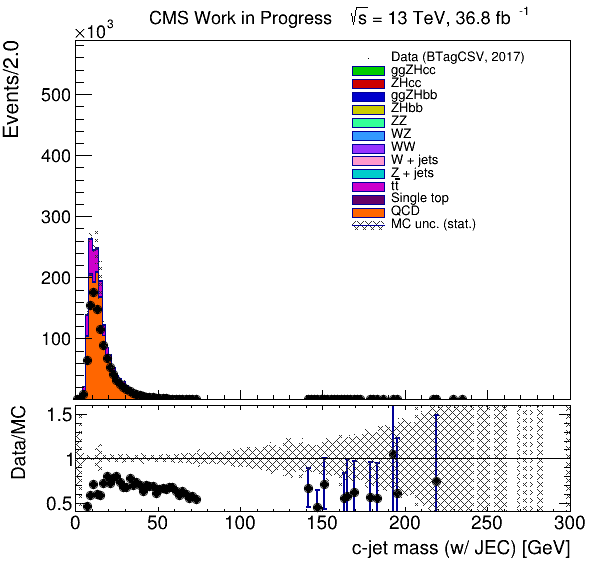 CMS Work in Progress √s = 13 TeV, 36.8 fb⁻¹
×10³
Events/2.0
500
400
300
200
100
Data (BTagCSV, 2017)
ggZHcc
ZHcc
ggZHbb
ZHbb
ZZ
WZ
WW
W + jets
Z + jets
tt̅
Single top
QCD
MC unc. (stat.)
Data/MC
1.5
1
0.5
0 50 100 150 200 250 300
c-jet mass (w/ JEC) [GeV]